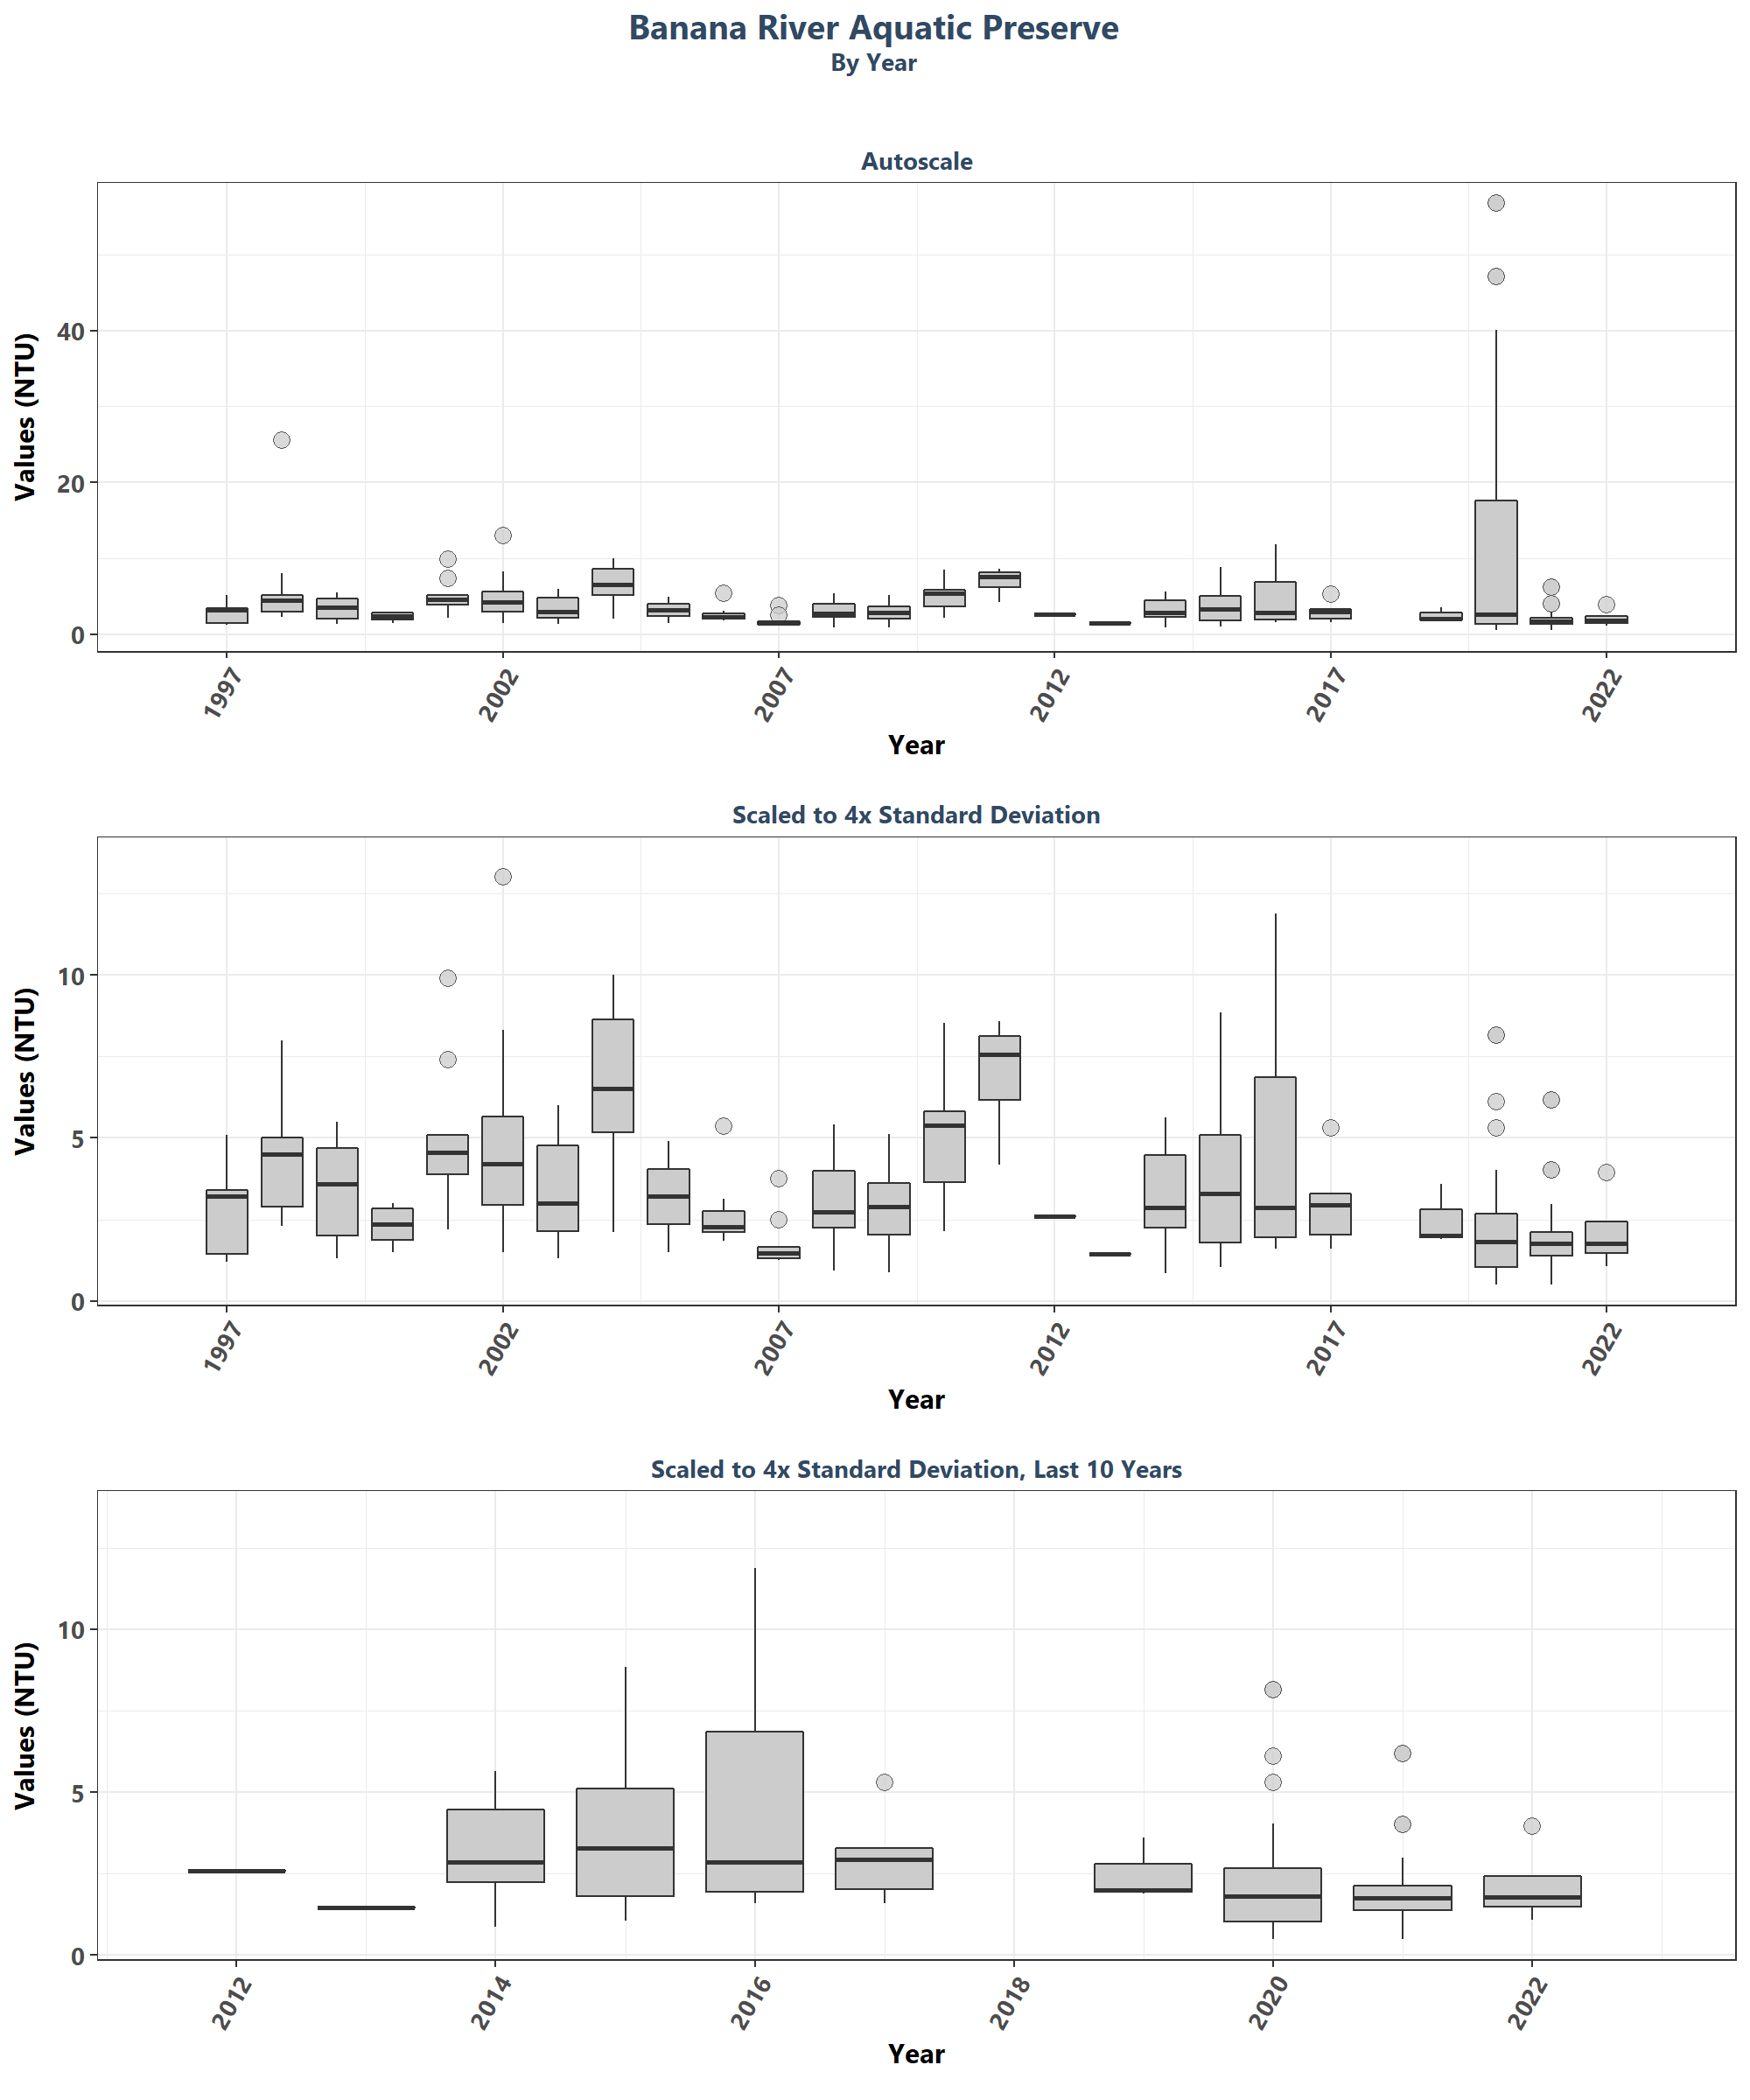 Banana River Aquatic Preserve
By Year
Autoscale
Values (NTU)
40
20
0
1997 2002 2007 2012 2017 2022
Year
Scaled to 4x Standard Deviation
Values (NTU)
10
5
0
1997 2002 2007 2012 2017 2022
Year
Scaled to 4x Standard Deviation, Last 10 Years
Values (NTU)
10
5
0
2012 2014 2016 2018 2020 2022
Year